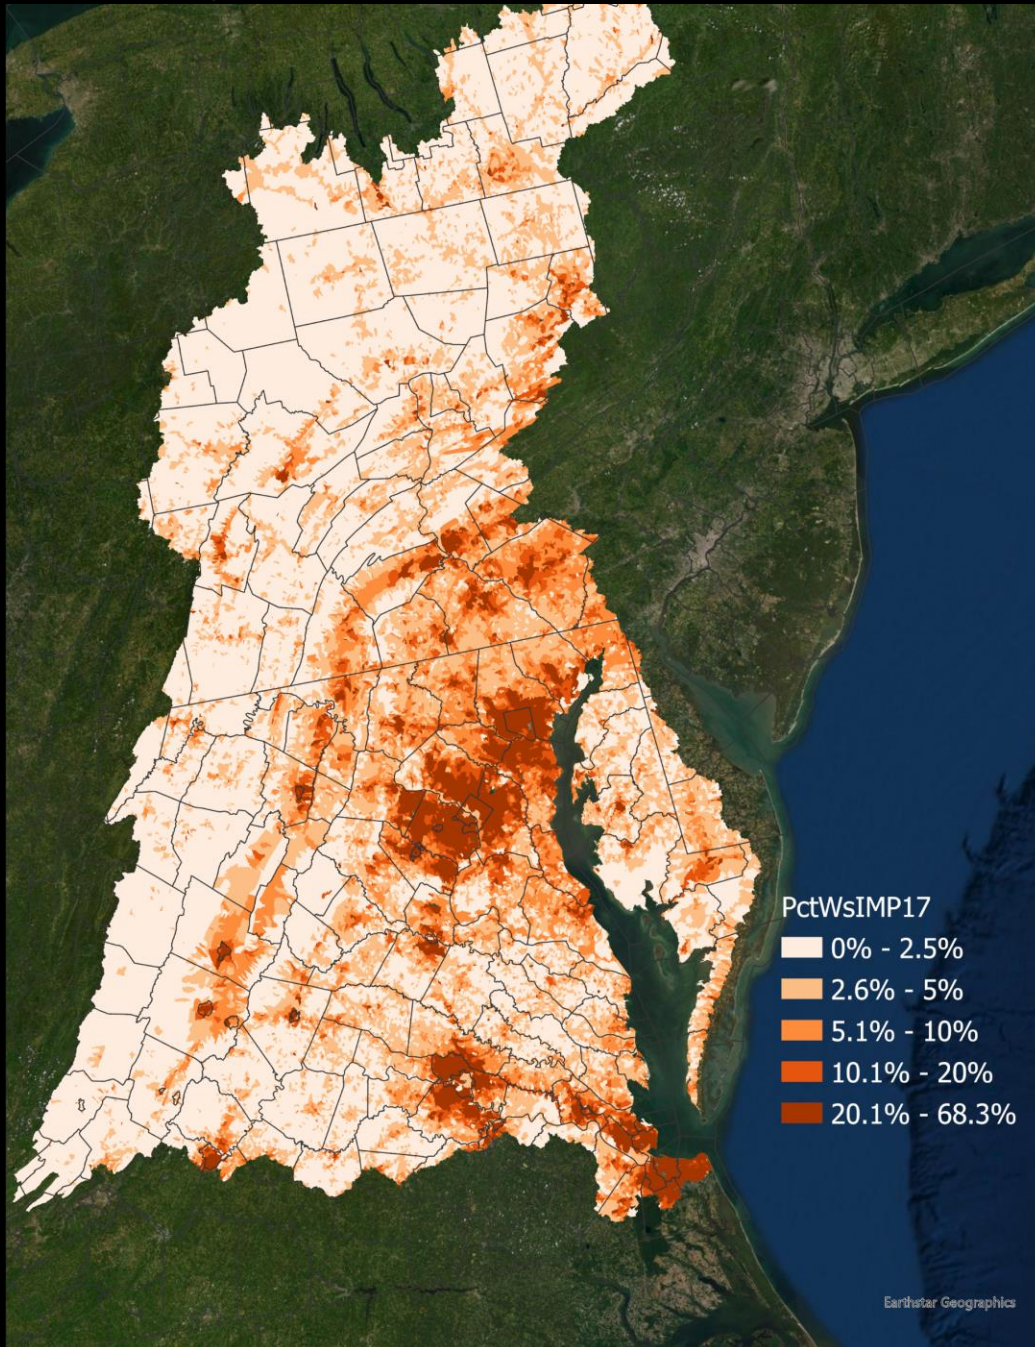 PctWsIMP17
0% - 2.5%
2.6% - 5%
5.1% - 10%
10.1% - 20%
20.1% - 68.3%
Earthstar Geographics